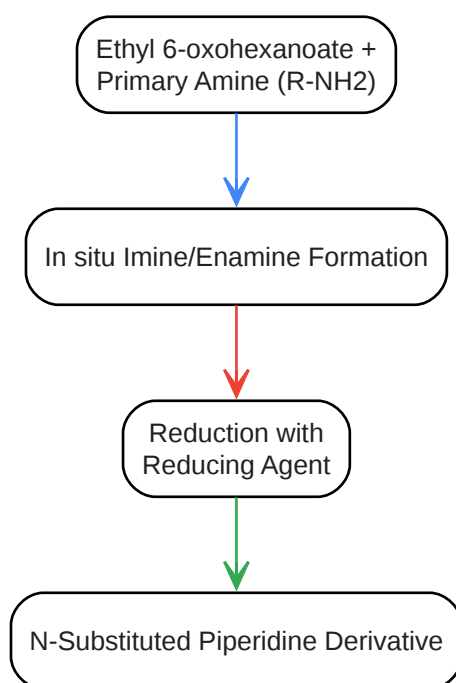 Ethyl 6-oxohexanoate +
Primary Amine (R-NH2)
In situ Imine/Enamine Formation
Reduction with
Reducing Agent
N-Substituted Piperidine Derivative